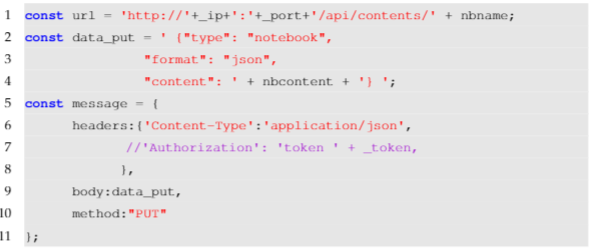 1 const url = 'http://'+_ip+':'+_port+'/api/contents/' + nbname;
2 const data_put = ' {"type": "notebook",
3 "format": "json",
4 "content": ' + nbcontent + '} ';
5 const message = {
6 headers:{'Content-Type':'application/json',
7 //'Authorization': 'token ' + _token,
8 },
9 body:data_put,
10 method:"PUT"
11 };